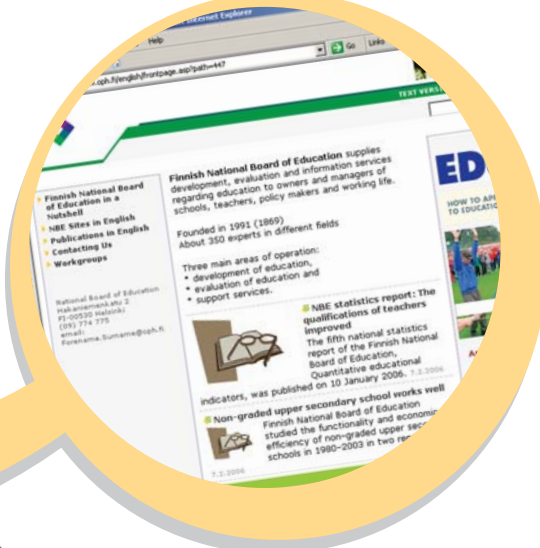 Internet Explorer
Help
.oph.fi/english/frontpage.asp?path=447
Go
Links
TEXT VERS
Finnish National Board
of Education in a
Nutshell
NBE Sites in English
Publications in English
Contacting Us
Workgroups
National Board of Education
Hakaniemenkatu 2
FI-00530 Helsinki
(09) 774 775
email:
Forename.Surname@oph.fi
Finnish National Board of Education supplies
development, evaluation and information services
regarding education to owners and managers of
schools, teachers, policy makers and working life.
Founded in 1991 (1869)
About 350 experts in different fields
Three main areas of operation:
* development of education,
* evaluation of education and
* support services.
NBE statistics report: The
qualifications of teachers
improved
The fifth national statistics
report of the Finnish National
Board of Education,
Quantitative educational
indicators, was published on 10 January 2006. 7.2.2006
Non-graded upper secondary school works well
Finnish National Board of Education
studied the functionality and economic
efficiency of non-graded upper
schools in 1980-2003 in two
7.2.2006
ED
HOW TO
TO EDUCATIO